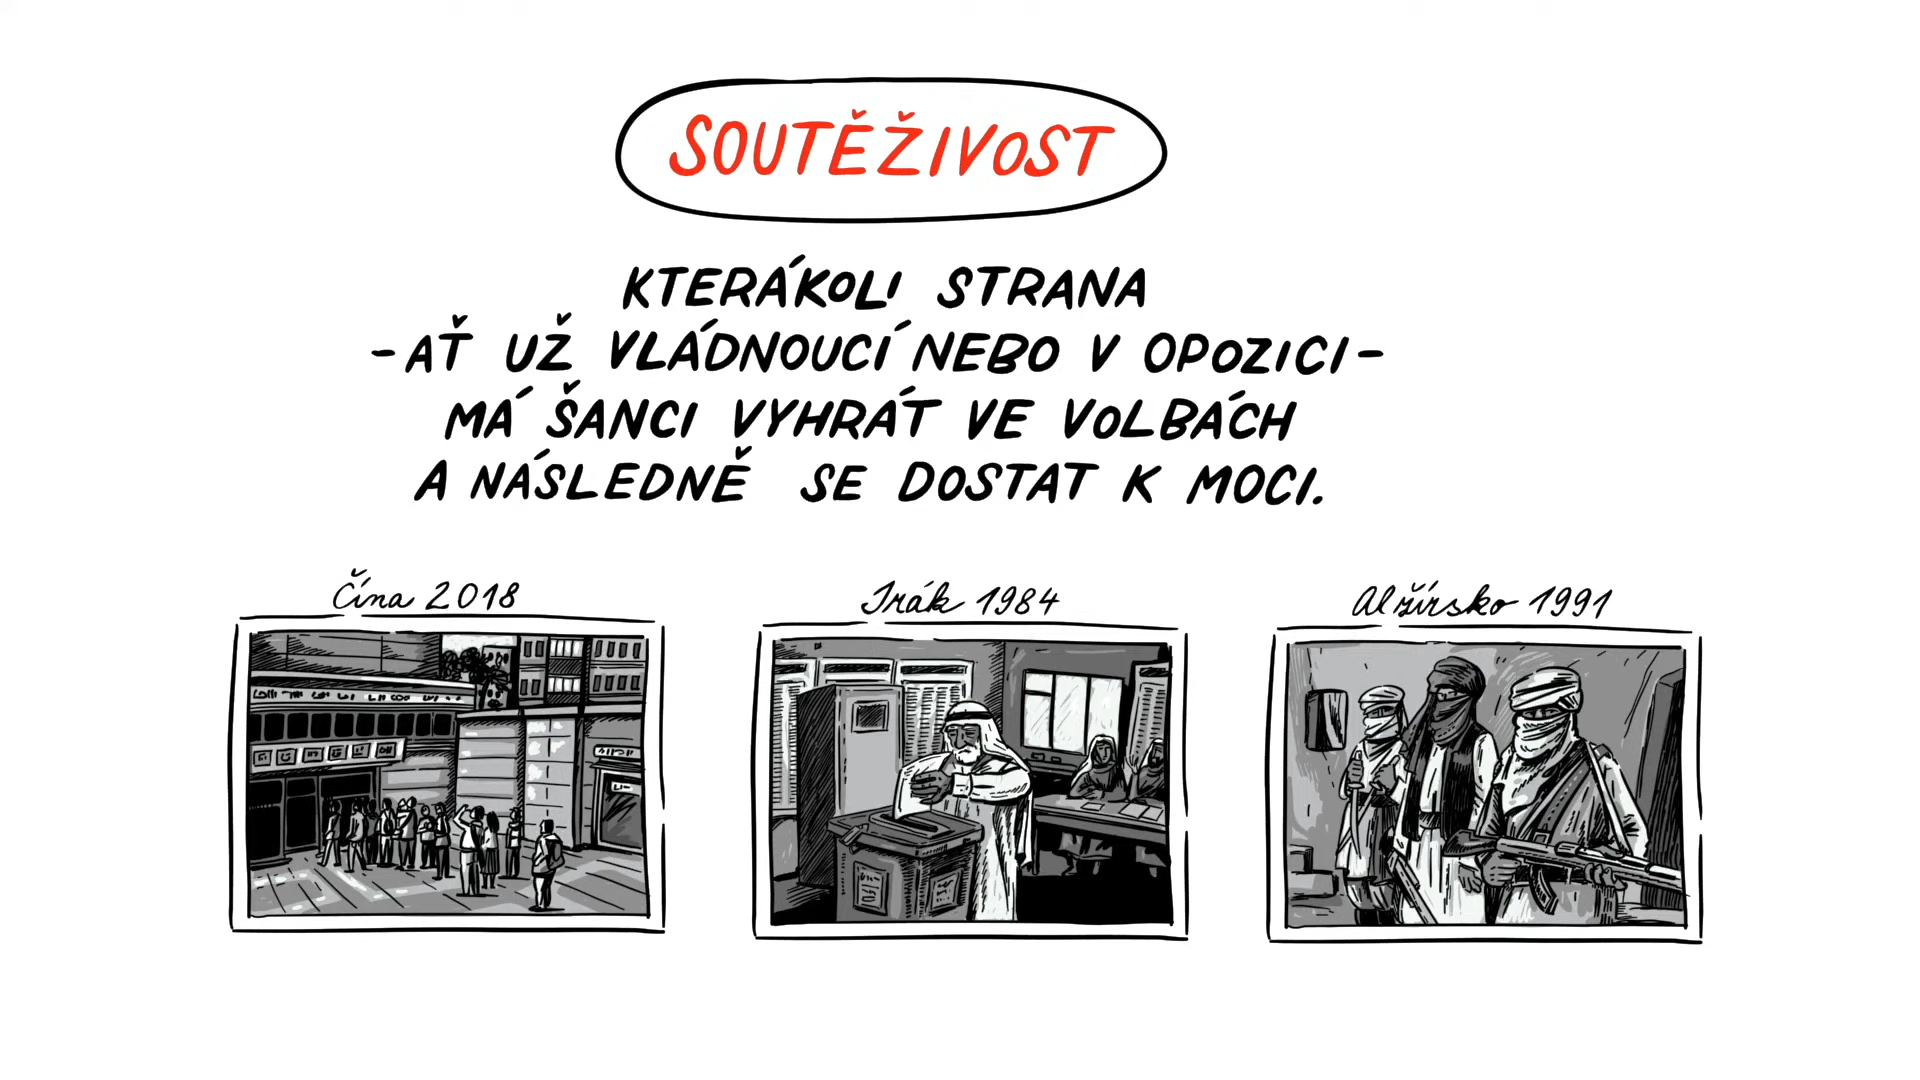 SOUTĚŽIVOST
KTERÁKOLI STRANA
-AŤ UŽ VLÁDNOUCÍ NEBO V OPOZICI-
MÁ ŠANCI VYHRÁT VE VOLBÁCH
A NÁSLEDNĚ SE DOSTAT K MOCI.
Čína 2018
Irák 1984
Alžírsko 1991